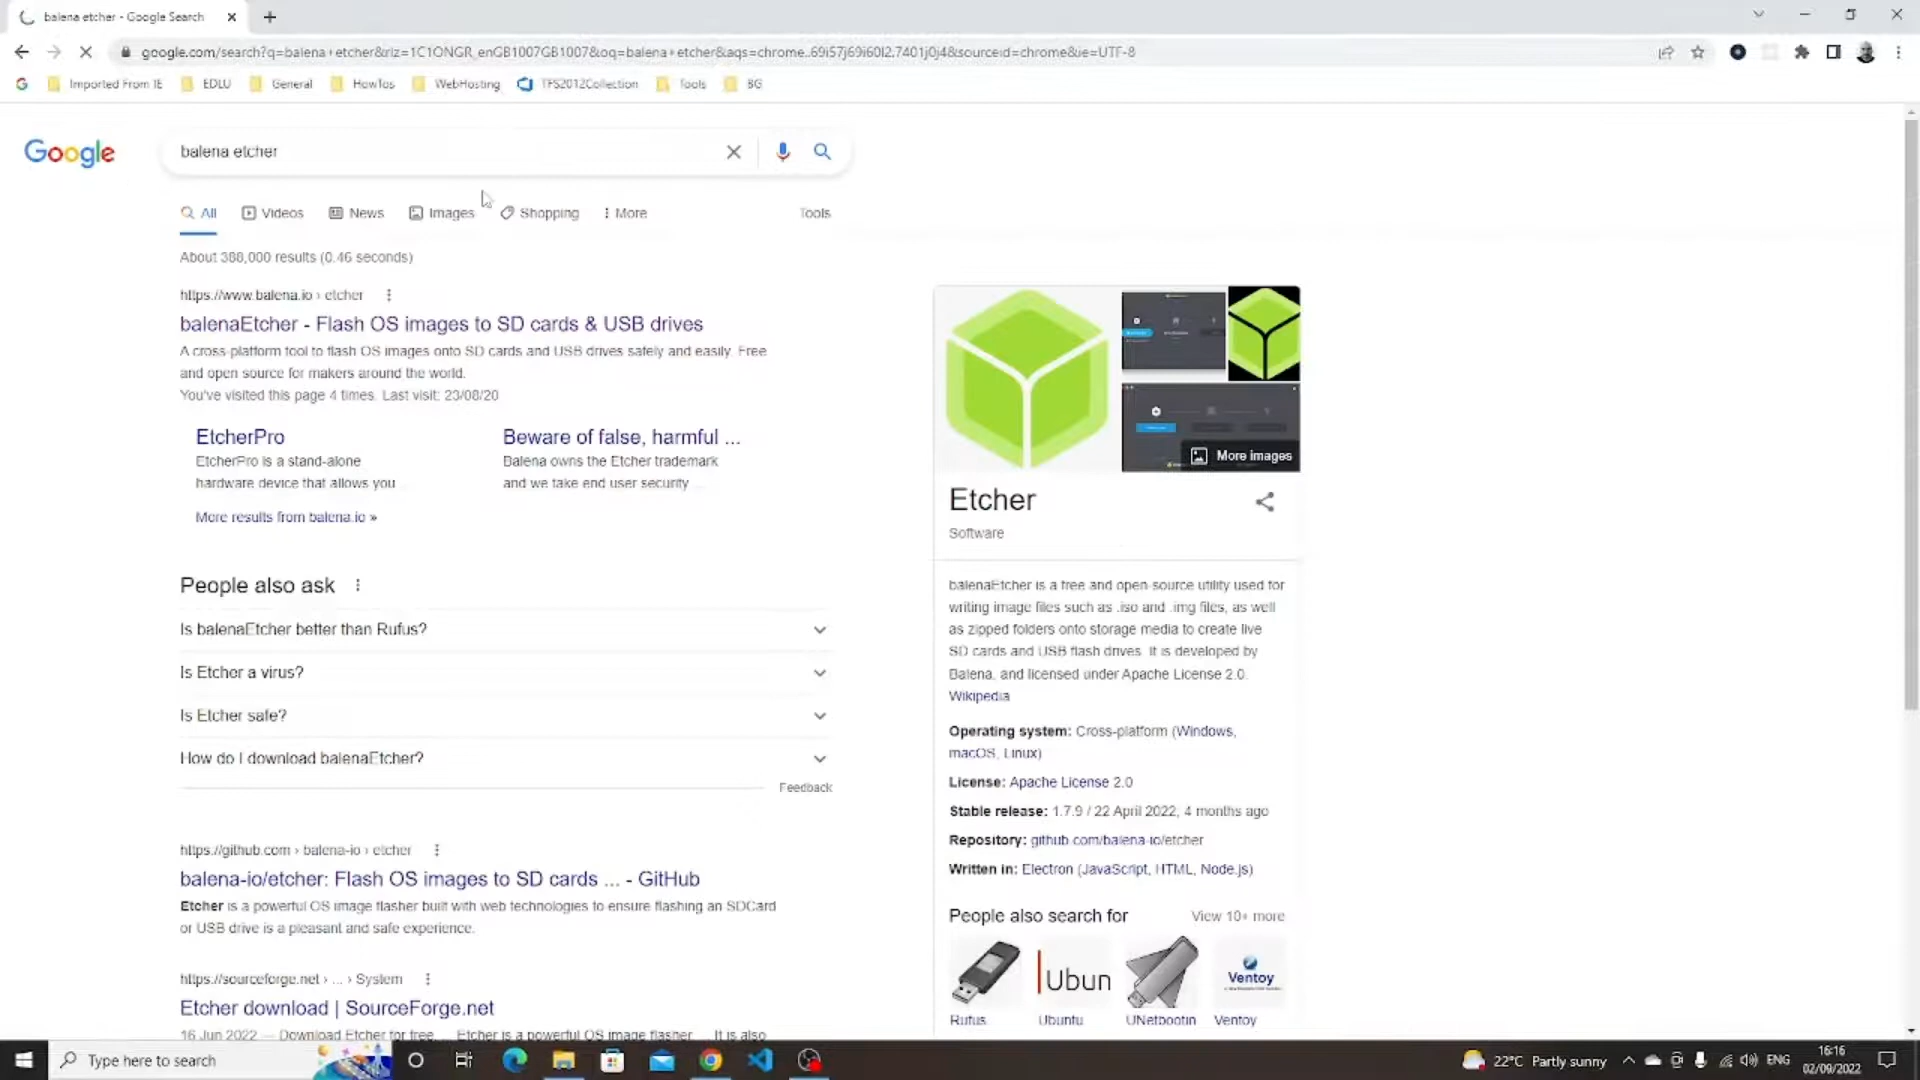 balena etcher - Google Search
google.com/search?q=balena+etcher&rlz=1C1ONGR_enGB1007GB1007&oq=balena+etcher&aqs=chrome..69i57j69i60l2.7401j0j4&sourceid=chrome&ie=UTF-8
Imported From IE
EDLU
General
HowTos
WebHosting
TFS2012Collection
Tools
BG
Google
balena etcher
All
Videos
News
Images
Shopping
More
Tools
About 388,000 results (0.46 seconds)
https://www.balena.io › etcher
balenaEtcher - Flash OS images to SD cards & USB drives
A cross-platform tool to flash OS images onto SD cards and USB drives safely and easily. Free
and open source for makers around the world.
You've visited this page 4 times. Last visit: 23/08/20
EtcherPro
EtcherPro is a stand-alone
hardware device that allows you
Beware of false, harmful ...
Balena owns the Etcher trademark
and we take end user security ...
More results from balena.io »
People also ask
Is balenaEtcher better than Rufus?
Is Etcher a virus?
Is Etcher safe?
How do I download balenaEtcher?
Feedback
https://github.com › balena-io › etcher
balena-io/etcher: Flash OS images to SD cards ... - GitHub
Etcher is a powerful OS image flasher built with web technologies to ensure flashing an SDCard
or USB drive is a pleasant and safe experience.
https://sourceforge.net › ... › System
Etcher download | SourceForge.net
16 Jun 2022 — Download Etcher for free. ... Etcher is a powerful OS image flasher ... It is also
More images
Etcher
Software
balenaEtcher is a free and open-source utility used for
writing image files such as .iso and .img files, as well
as zipped folders onto storage media to create live
SD cards and USB flash drives. It is developed by
Balena, and licensed under Apache License 2.0.
Wikipedia
Operating system: Cross-platform (Windows,
macOS, Linux)
License: Apache License 2.0
Stable release: 1.7.9 / 22 April 2022, 4 months ago
Repository: github.com/balena-io/etcher
Written in: Electron (JavaScript, HTML, Node.js)
People also search for
View 10+ more
Ubun
Ventoy
Rufus
Ubuntu
UNetbootin
Ventoy
Type here to search
22°C Partly sunny
ENG
16:16
02/09/2022